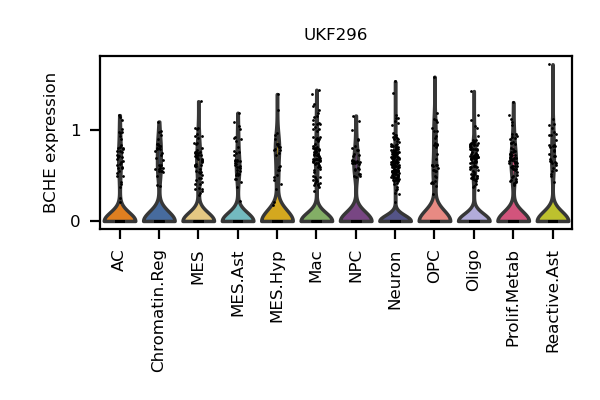 UKF296
BCHE expression
1
0
AC
Chromatin.Reg
MES
MES.Ast
MES.Hyp
Mac
NPC
Neuron
OPC
Oligo
Prolif.Metab
Reactive.Ast